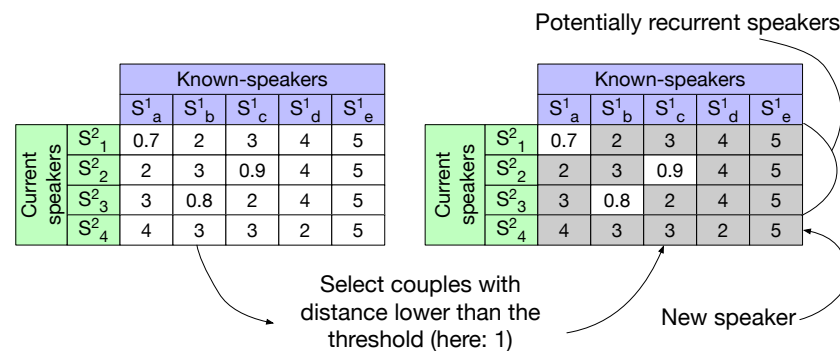 Potentially recurrent speakers
Known-speakers
S¹a S¹b S¹c S¹d S¹e
Current speakers
S²1 0.7 2 3 4 5
S²2 2 3 0.9 4 5
S²3 3 0.8 2 4 5
S²4 4 3 3 2 5
Known-speakers
S¹a S¹b S¹c S¹d S¹e
Current speakers
S²1 0.7 2 3 4 5
S²2 2 3 0.9 4 5
S²3 3 0.8 2 4 5
S²4 4 3 3 2 5
Select couples with
distance lower than the
threshold (here: 1)
New speaker